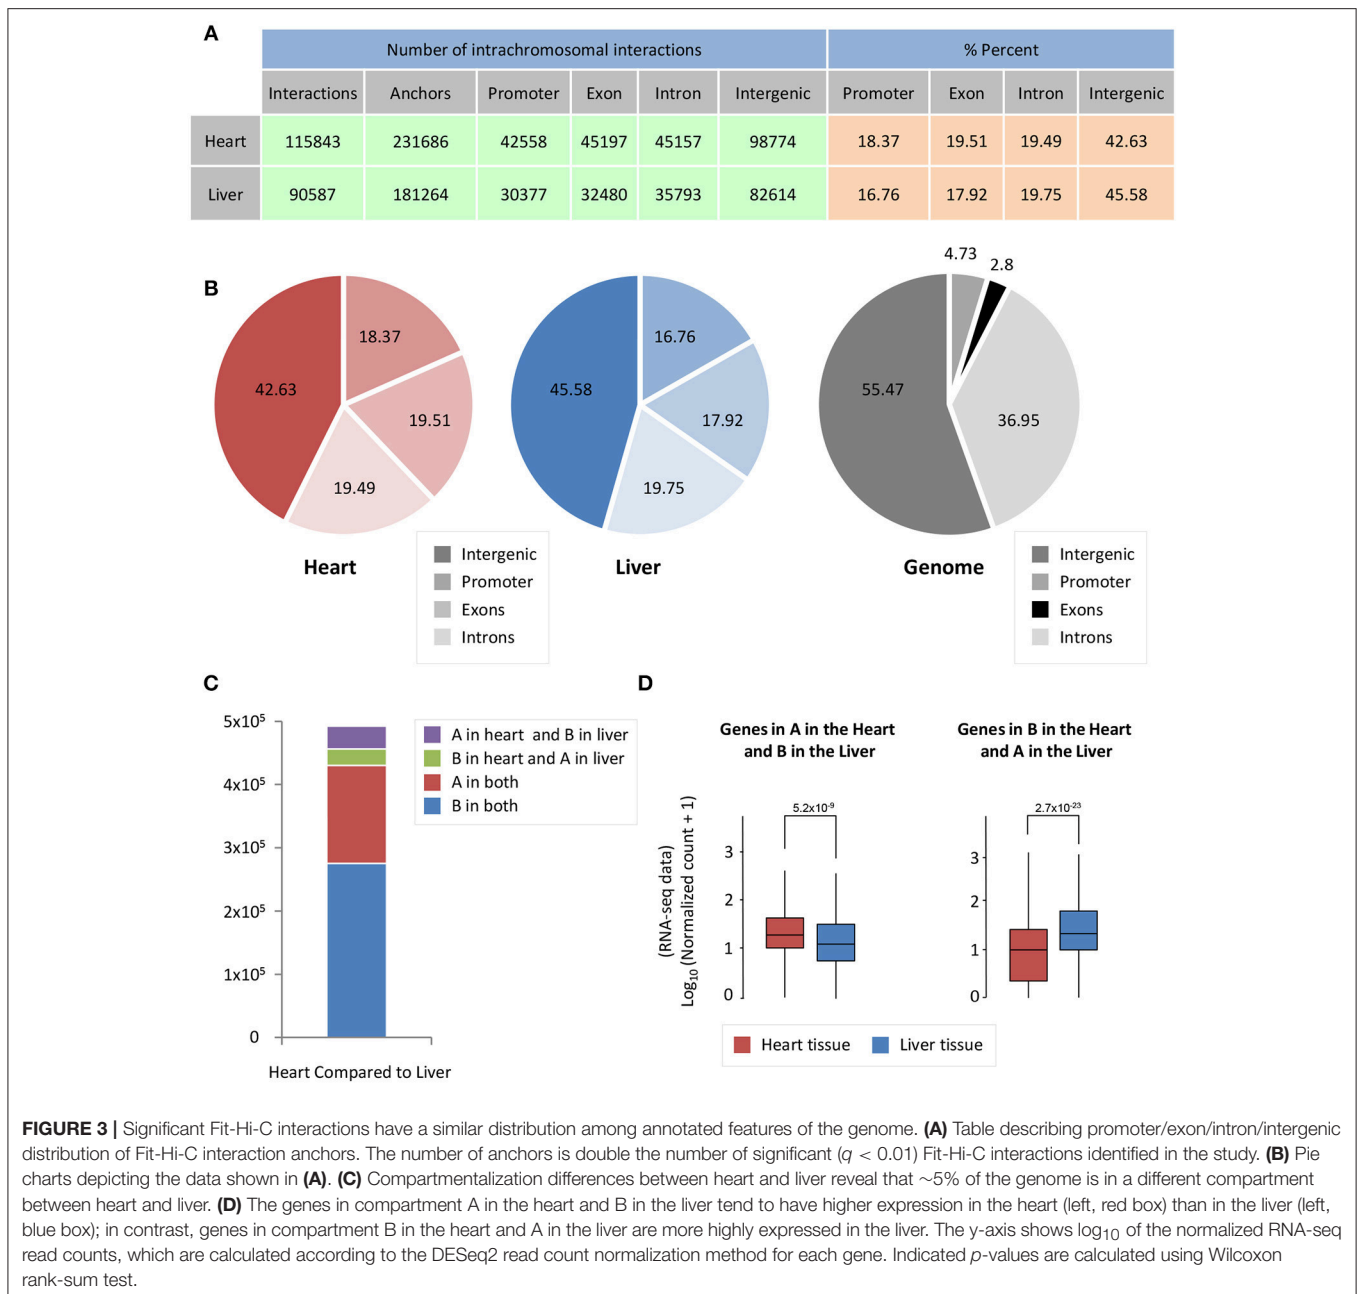 A
Number of intrachromosomal interactions % Percent
Interactions Anchors Promoter Exon Intron Intergenic Promoter Exon Intron Intergenic
Heart 115843 231686 42558 45197 45157 98774 18.37 19.51 19.49 42.63
Liver 90587 181264 30377 32480 35793 82614 16.76 17.92 19.75 45.58
B
18.37
42.63
19.51
19.49
Heart
16.76
45.58
17.92
19.75
Liver
4.73
2.8
55.47
36.95
Genome
Intergenic
Promoter
Exons
Introns
Intergenic
Promoter
Exons
Introns
C
5x10⁵
4x10⁵
3x10⁵
2x10⁵
1x10⁵
0
Heart Compared to Liver
A in heart and B in liver
B in heart and A in liver
A in both
B in both
D
Genes in A in the Heart
and B in the Liver
Genes in B in the Heart
and A in the Liver
(RNA-seq data)
Log₁₀ (Normalized count + 1)
5.2x10⁻⁹
3
2
1
0
2.7x10⁻²³
3
2
1
0
Heart tissue Liver tissue
FIGURE 3 | Significant Fit-Hi-C interactions have a similar distribution among annotated features of the genome. (A) Table describing promoter/exon/intron/intergenic
distribution of Fit-Hi-C interaction anchors. The number of anchors is double the number of significant (q < 0.01) Fit-Hi-C interactions identified in the study. (B) Pie
charts depicting the data shown in (A). (C) Compartmentalization differences between heart and liver reveal that ∼5% of the genome is in a different compartment
between heart and liver. (D) The genes in compartment A in the heart and B in the liver tend to have higher expression in the heart (left, red box) than in the liver (left,
blue box); in contrast, genes in compartment B in the heart and A in the liver are more highly expressed in the liver. The y-axis shows log₁₀ of the normalized RNA-seq
read counts, which are calculated according to the DESeq2 read count normalization method for each gene. Indicated p-values are calculated using Wilcoxon
rank-sum test.